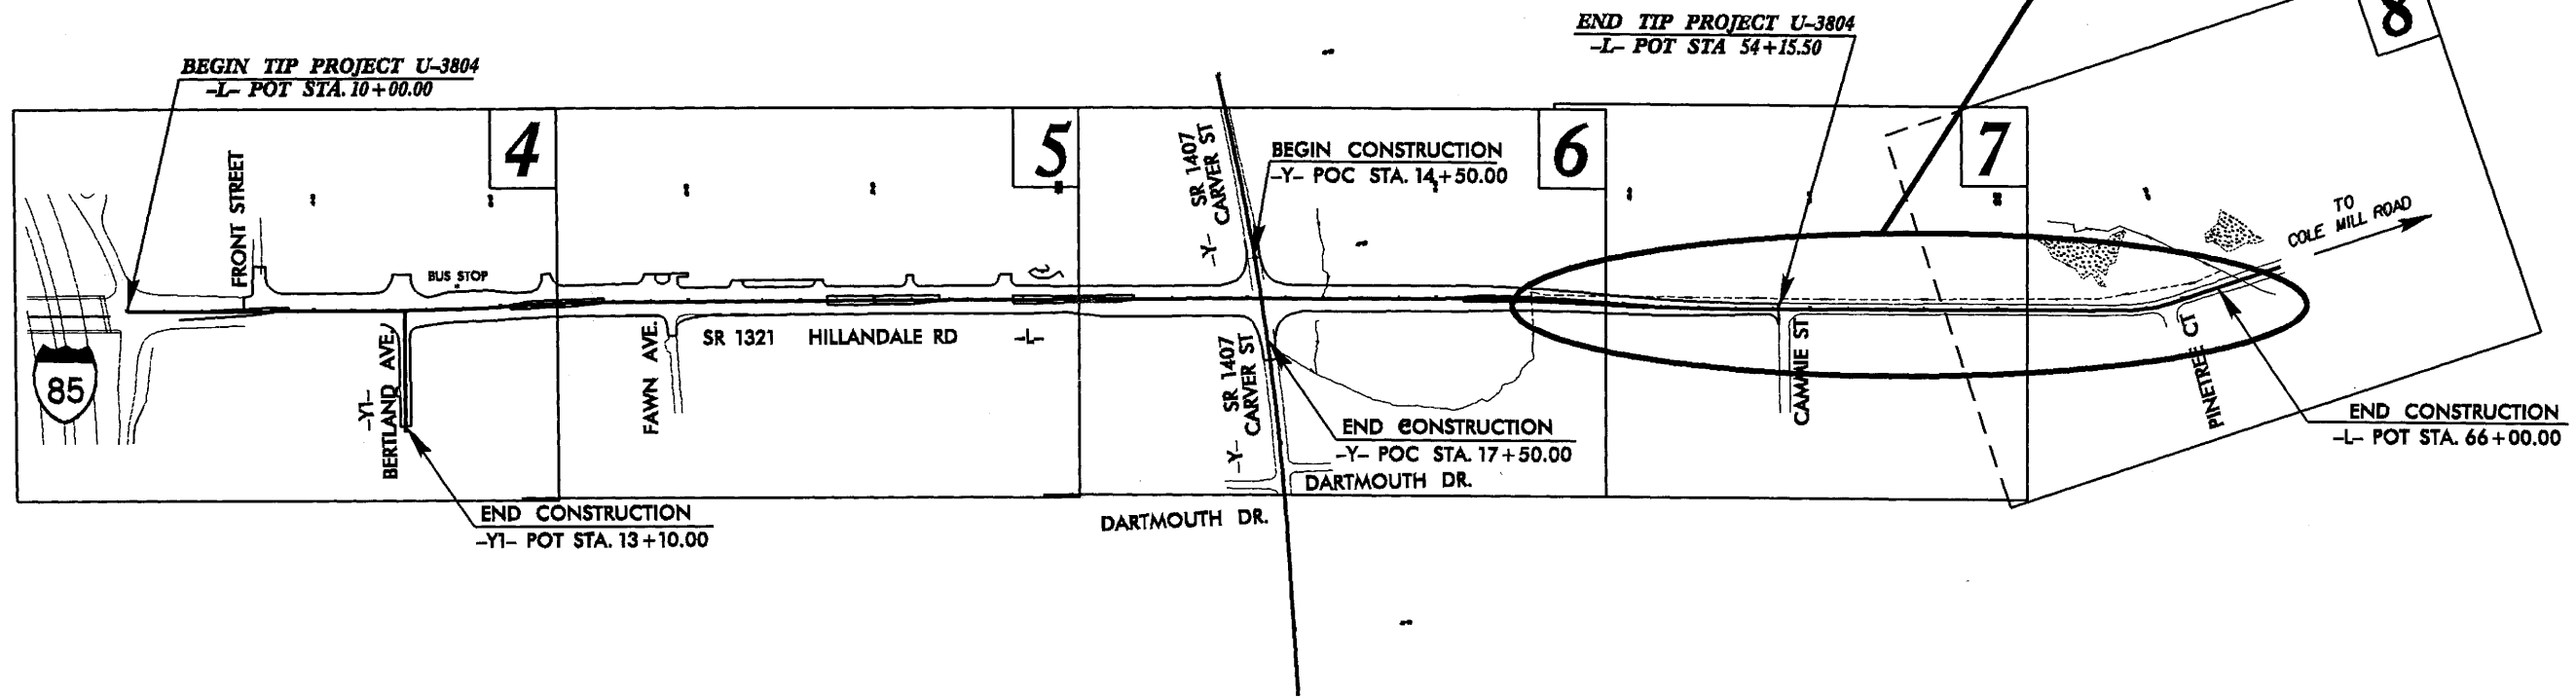 END TIP PROJECT U-3804
-L- POT STA 54+15.50
8
BEGIN TIP PROJECT U-3804
-L- POT STA. 10+00.00
4
5
6
7
FRONT STREET
BUS STOP
-Y- SR 1407
CARVER ST
BEGIN CONSTRUCTION
-Y- POC STA. 14+50.00
TO
COLE MILL ROAD
85
-Y1-
BERTLAND AVE.
FAWN AVE.
SR 1321 HILLANDALE RD -L-
-Y- SR 1407
CARVER ST
CAMMIE ST
PINETREE CT
END CONSTRUCTION
-L- POT STA. 66+00.00
END CONSTRUCTION
-Y- POC STA. 17+50.00
DARTMOUTH DR.
END CONSTRUCTION
-Y1- POT STA. 13+10.00
DARTMOUTH DR.